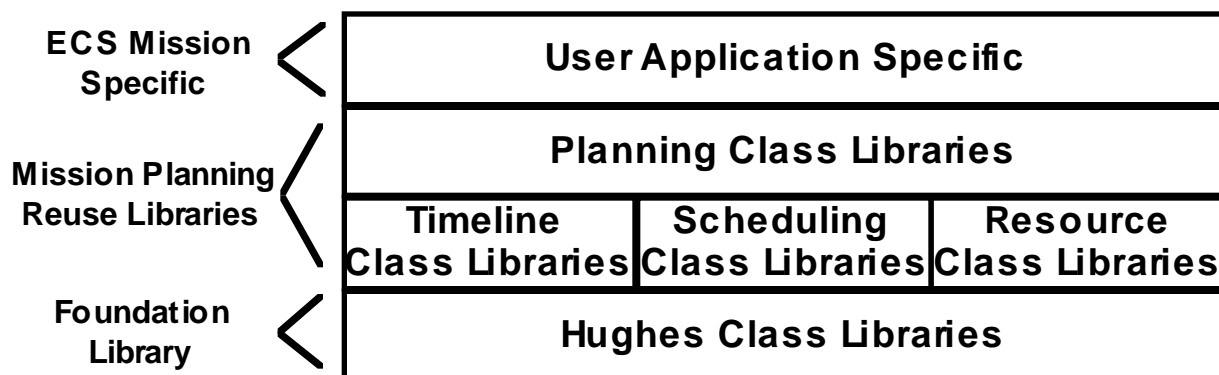 ECS Mission
Specific
User Application Specific
Mission Planning
Reuse Libraries
Planning Class Libraries
Timeline
Class Libraries
Scheduling
Class Libraries
Resource
Class Libraries
Foundation
Library
Hughes Class Libraries